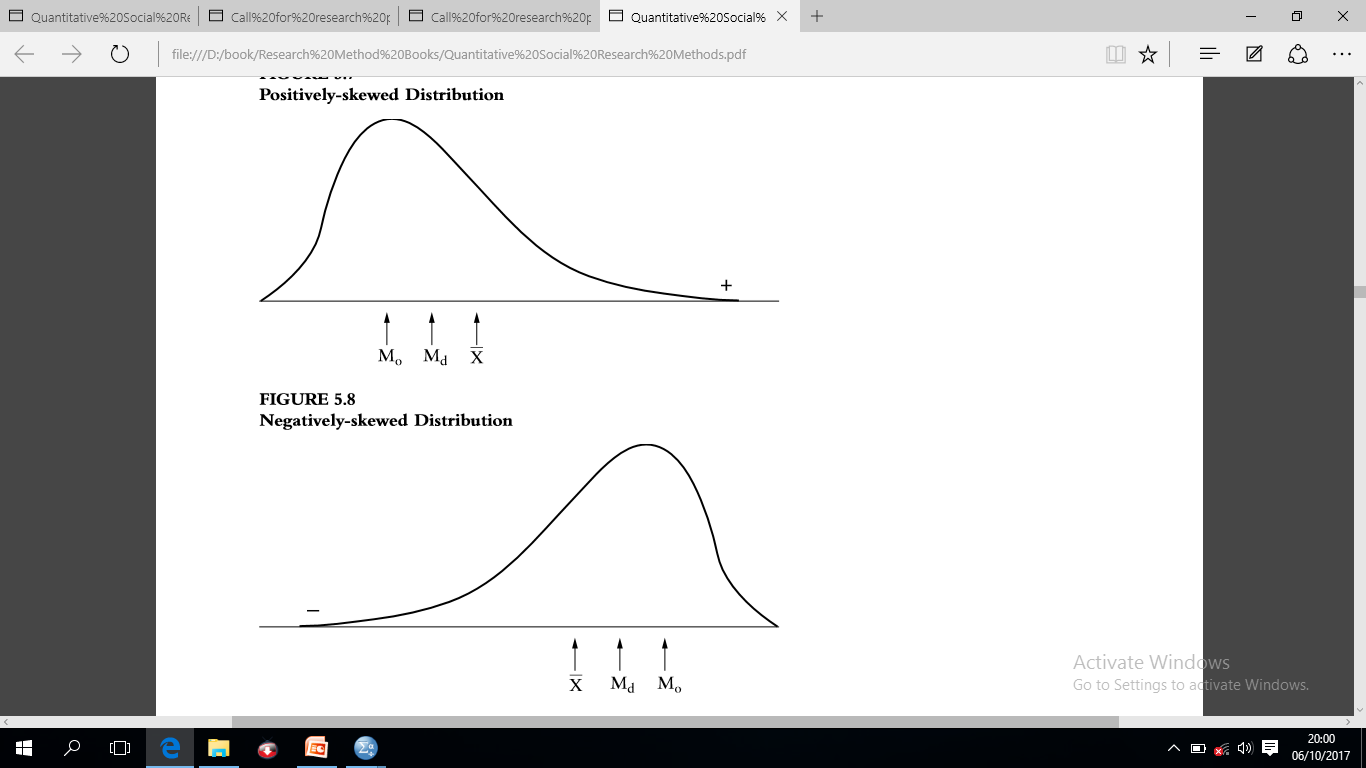 Quantitative%20Social%20Re
Call%20for%20research%20p
Call%20for%20research%20p
Quantitative%20Social%
file:///D:/book/Research%20Method%20Books/Quantitative%20Social%20Research%20Methods.pdf
Positively-skewed Distribution
+
Mo Md X̅
FIGURE 5.8
Negatively-skewed Distribution
−
X̅ Md Mo
Activate Windows
Go to Settings to activate Windows.
20:00
06/10/2017